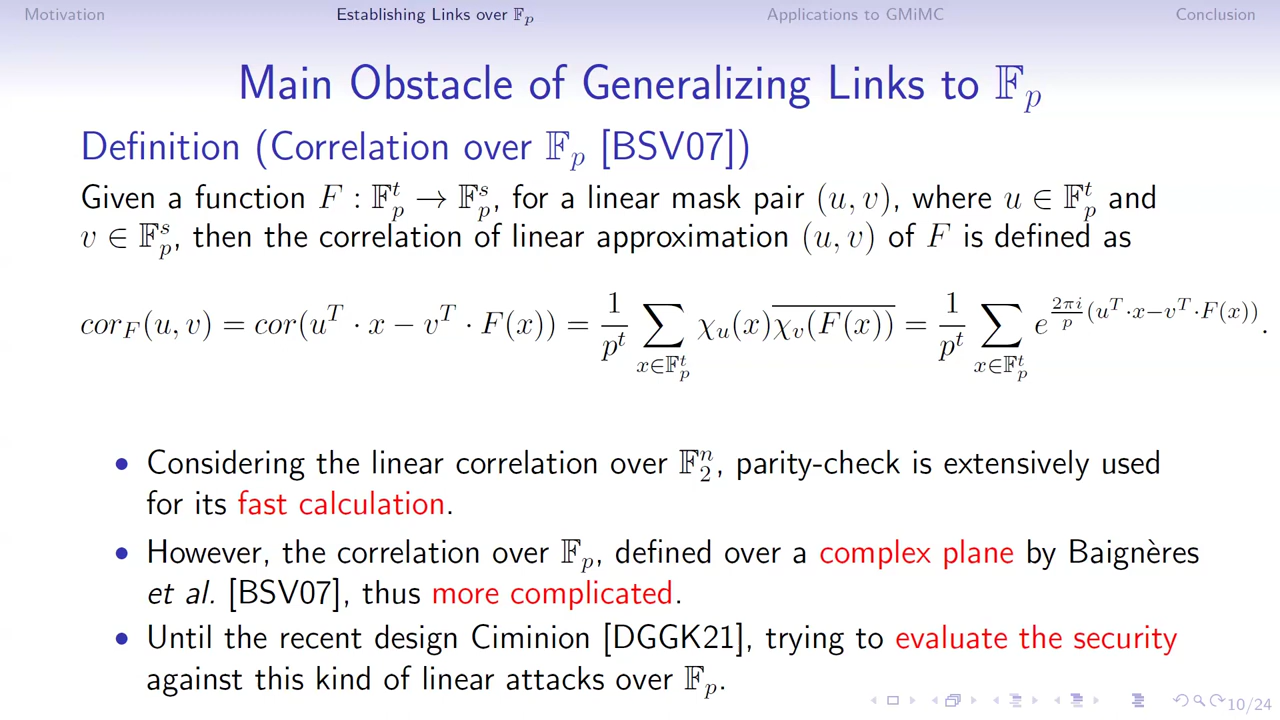 Motivation Establishing Links over 𝔽_p Applications to GMiMC Conclusion
Main Obstacle of Generalizing Links to 𝔽_p
Definition (Correlation over 𝔽_p [BSV07])
Given a function F : 𝔽_p^t → 𝔽_p^s, for a linear mask pair (u, v), where u ∈ 𝔽_p^t and
v ∈ 𝔽_p^s, then the correlation of linear approximation (u, v) of F is defined as
cor_F(u, v) = cor(u^T · x − v^T · F(x)) = \frac{1}{p^t} \sum_{x∈𝔽_p^t} χ_u(x)\overline{χ_v(F(x))} = \frac{1}{p^t} \sum_{x∈𝔽_p^t} e^{\frac{2πi}{p}(u^T·x−v^T·F(x))}.
• Considering the linear correlation over 𝔽_2^n, parity-check is extensively used
for its fast calculation.
• However, the correlation over 𝔽_p, defined over a complex plane by Baignères
et al. [BSV07], thus more complicated.
• Until the recent design Ciminion [DGGK21], trying to evaluate the security
against this kind of linear attacks over 𝔽_p.
10/24